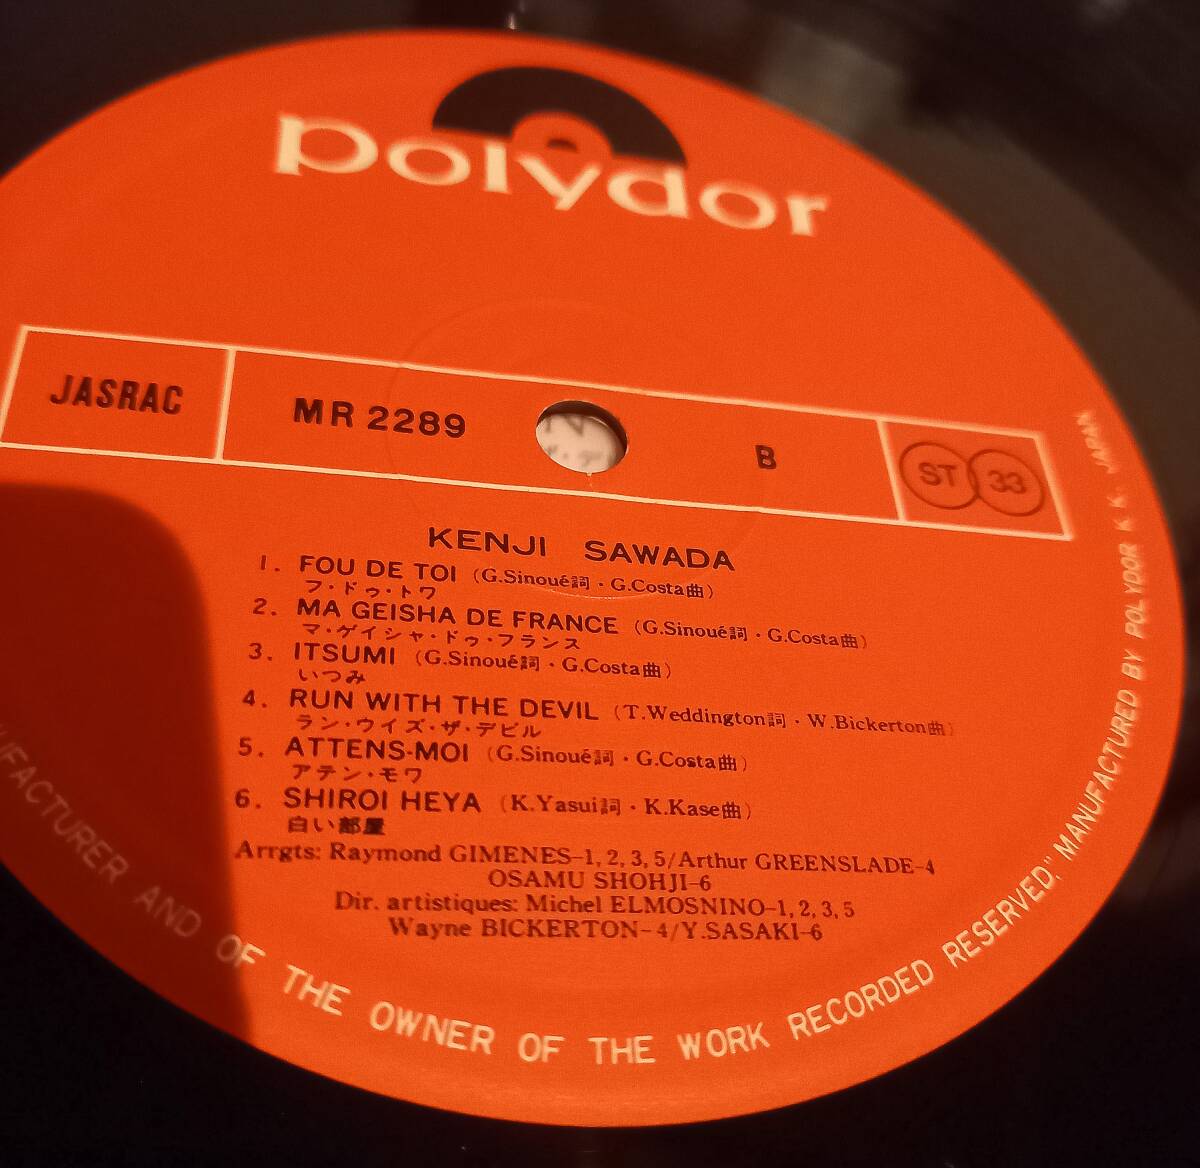 polydor
JASRAC
MR 2289
B
ST 33
KENJI SAWADA
1. FOU DE TOI (G.Sinoué詞・G.Costa曲)
フ・ドゥ・トワ
2. MA GEISHA DE FRANCE (G.Sinoué詞・G.Costa曲)
マ・ゲイシャ・ドゥ・フランス
3. ITSUMI (G.Sinoué詞・G.Costa曲)
いつみ
4. RUN WITH THE DEVIL (T.Weddington詞・W.Bickerton曲)
ラン・ウイズ・ザ・デビル
5. ATTENS-MOI (G.Sinoué詞・G.Costa曲)
アテン・モワ
6. SHIROI HEYA (K.Yasui詞・K.Kase曲)
白い部屋
Arrgts: Raymond GIMENES-1, 2, 3, 5/Arthur GREENSLADE-4
OSAMU SHOHJI-6
Dir. artistiques: Michel ELMOSNINO-1, 2, 3, 5
Wayne BICKERTON-4/Y.SASAKI-6
AND OF THE OWNER OF THE WORK RECORDED RESERVED," MANUFACTURED BY POLYDOR K.K. JAPAN